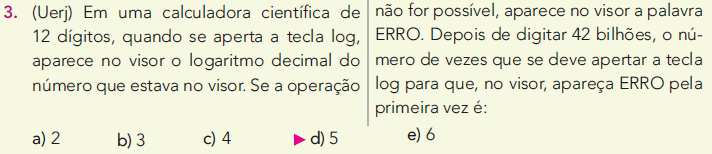 3. (Uerj) Em uma calculadora científica de
12 dígitos, quando se aperta a tecla log,
aparece no visor o logaritmo decimal do
número que estava no visor. Se a operação
não for possível, aparece no visor a palavra
ERRO. Depois de digitar 42 bilhões, o nú-
mero de vezes que se deve apertar a tecla
log para que, no visor, apareça ERRO pela
primeira vez é:
a) 2 b) 3 c) 4 d) 5 e) 6